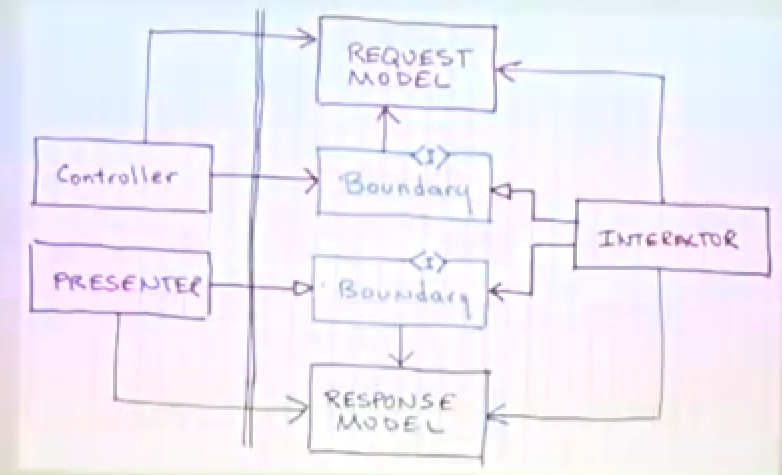 REQUEST
MODEL
<I>
Controller
Boundary
INTERACTOR
<I>
PRESENTER
Boundary
RESPONSE
MODEL